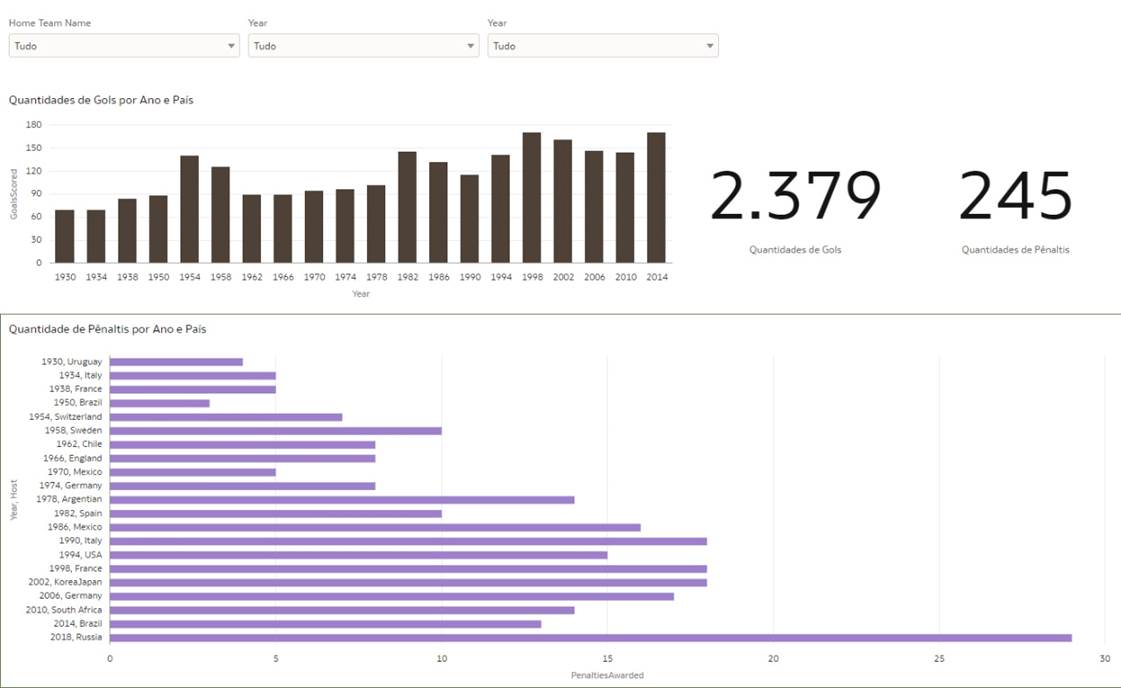 Home Team Name
Year
Year
Tudo
Tudo
Tudo
Quantidades de Gols por Ano e País
GoalsScored
180
150
120
90
60
30
0
1930 1934 1938 1950 1954 1958 1962 1966 1970 1974 1978 1982 1986 1990 1994 1998 2002 2006 2010 2014
Year
2.379
Quantidades de Gols
245
Quantidades de Pênaltis
Quantidade de Pênaltis por Ano e País
Year, Host
1930, Uruguay
1934, Italy
1938, France
1950, Brazil
1954, Switzerland
1958, Sweden
1962, Chile
1966, England
1970, Mexico
1974, Germany
1978, Argentian
1982, Spain
1986, Mexico
1990, Italy
1994, USA
1998, France
2002, KoreaJapan
2006, Germany
2010, South Africa
2014, Brazil
2018, Russia
0 5 10 15 20 25 30
PenaltiesAwarded